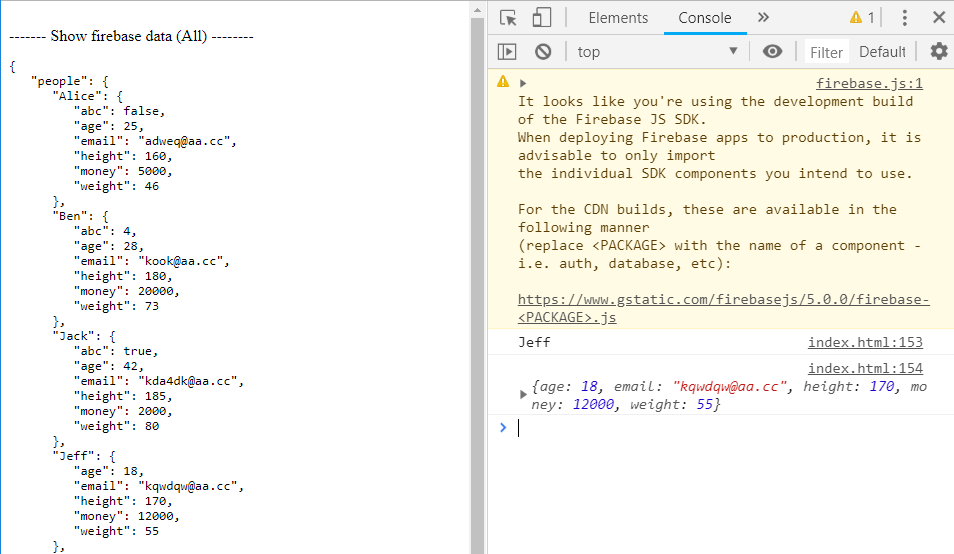 ------- Show firebase data (All) --------
{
"people": {
"Alice": {
"abc": false,
"age": 25,
"email": "adweq@aa.cc",
"height": 160,
"money": 5000,
"weight": 46
},
"Ben": {
"abc": 4,
"age": 28,
"email": "kook@aa.cc",
"height": 180,
"money": 20000,
"weight": 73
},
"Jack": {
"abc": true,
"age": 42,
"email": "kda4dk@aa.cc",
"height": 185,
"money": 2000,
"weight": 80
},
"Jeff": {
"age": 18,
"email": "kqwdqw@aa.cc",
"height": 170,
"money": 12000,
"weight": 55
},
Elements Console » 1
top Filter Default
firebase.js:1
It looks like you're using the development build
of the Firebase JS SDK.
When deploying Firebase apps to production, it is
advisable to only import
the individual SDK components you intend to use.
For the CDN builds, these are available in the
following manner
(replace <PACKAGE> with the name of a component -
i.e. auth, database, etc):
https://www.gstatic.com/firebasejs/5.0.0/firebase-
<PACKAGE>.js
Jeff index.html:153
index.html:154
{age: 18, email: "kqwdqw@aa.cc", height: 170, mo
ney: 12000, weight: 55}